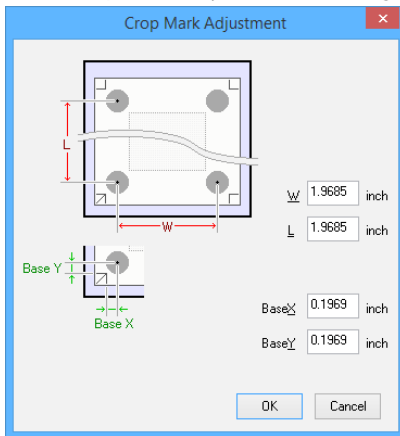 Crop Mark Adjustment
L
W
Base Y
Base X
W 1.9685 inch
L 1.9685 inch
BaseX 0.1969 inch
BaseY 0.1969 inch
OK Cancel